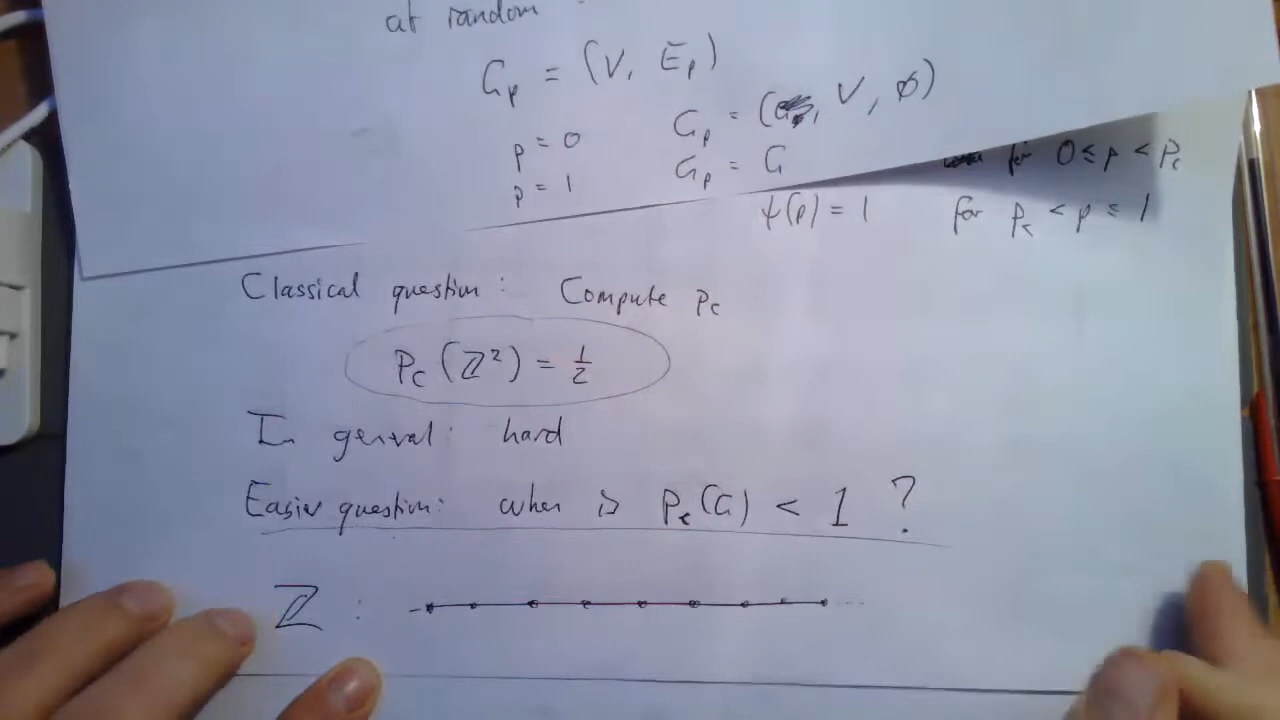 at random
G_p = (V, E_p)
p = 0 G_p = (V, ∅)
p = 1 G_p = G
for 0 ≤ p < p_c
ψ(p) = 1 for p_c < p ≤ 1
Classical question: Compute p_c
P_c (ℤ²) = 1/2
In general: hard
Easier question: when is P_c(G) < 1 ?
ℤ :